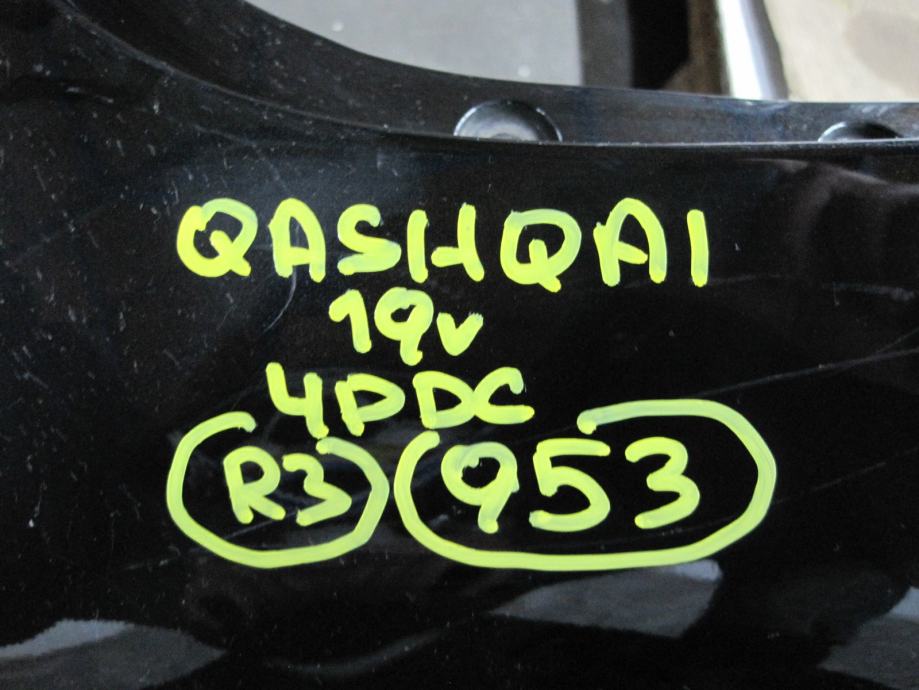 QASHQAI
19v
4PDC
R3 953